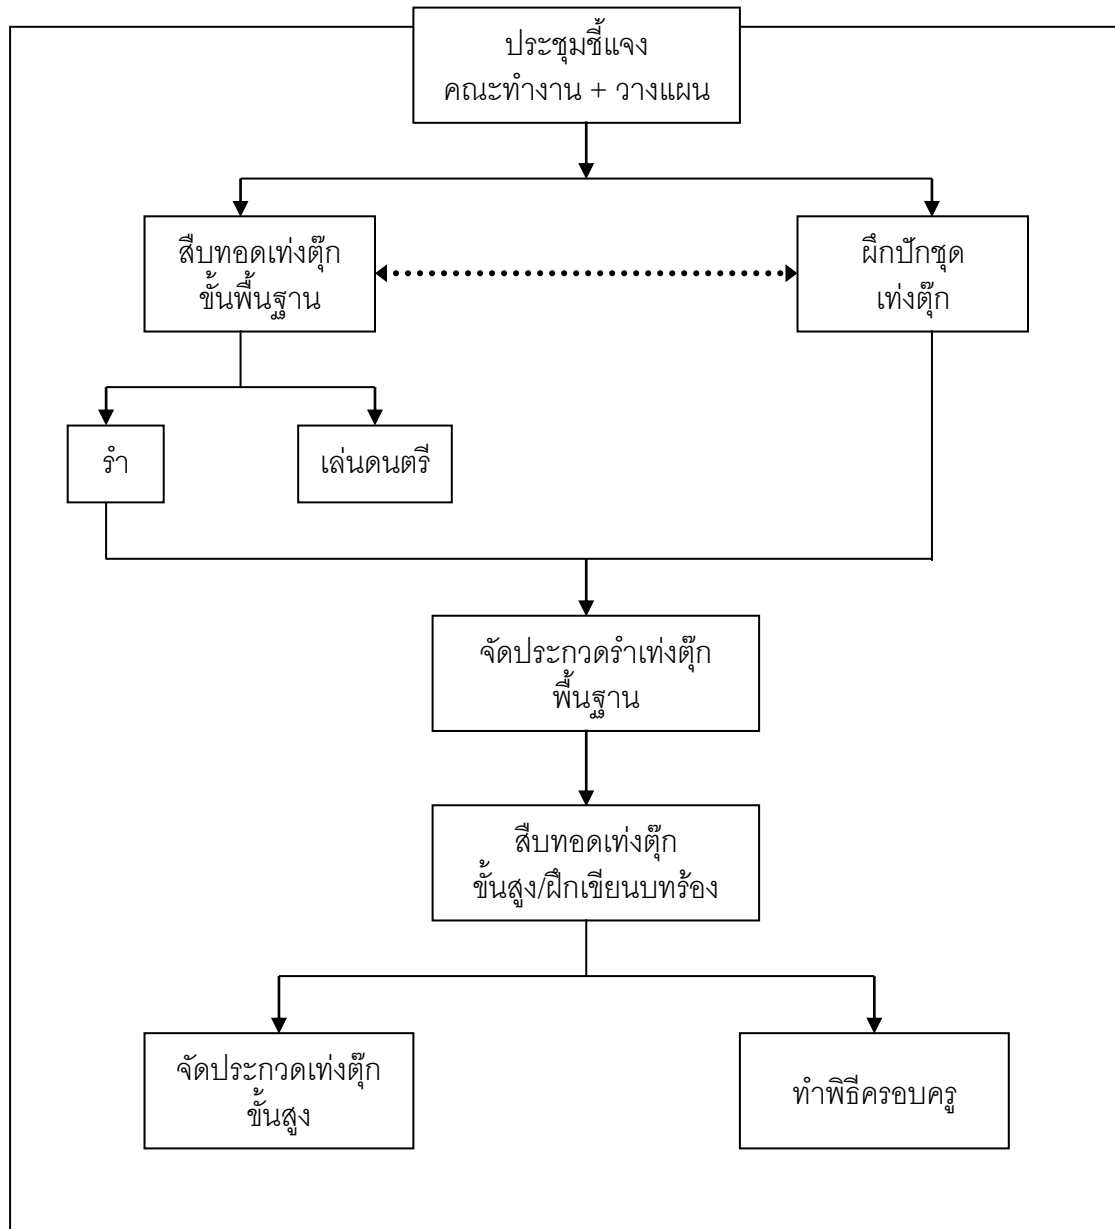 ประชุมชี้แจง
คณะทำงาน + วางแผน
สืบทอดเท่งตุ๊ก
ขั้นพื้นฐาน
ฝึกปักชุด
เท่งตุ๊ก
รำ
เล่นดนตรี
จัดประกวดรำเท่งตุ๊ก
พื้นฐาน
สืบทอดเท่งตุ๊ก
ขั้นสูง/ฝึกเขียนบทร้อง
จัดประกวดเท่งตุ๊ก
ขั้นสูง
ทำพิธีครอบครู